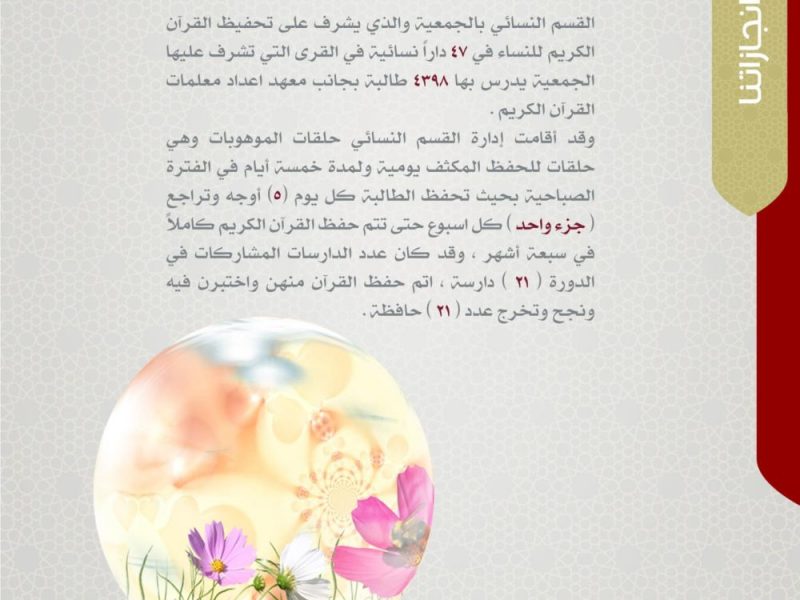 انجازاتنا
القسم النسائي بالجمعية والذي يشرف على تحفيظ القرآن
الكريم للنساء في ٤٧ داراً نسائية في القرى التي تشرف عليها
الجمعية يدرس بها ٤٣٩٨ طالبة بجانب معهد اعداد معلمات
القرآن الكريم .
وقد أقامت إدارة القسم النسائي حلقات الموهوبات وهي
حلقات للحفظ المكثف يومية ولمدة خمسة أيام في الفترة
الصباحية بحيث تحفظ الطالبة كل يوم (٥) أوجه وتراجع
( جزء واحد ) كل اسبوع حتى تتم حفظ القرآن الكريم كاملاً
في سبعة أشهر ، وقد كان عدد الدارسات المشاركات في
الدورة ( ٢١ ) دارسة ، اتم حفظ القرآن منهن واختبرن فيه
ونجح وتخرج عدد ( ٢١ ) حافظة .